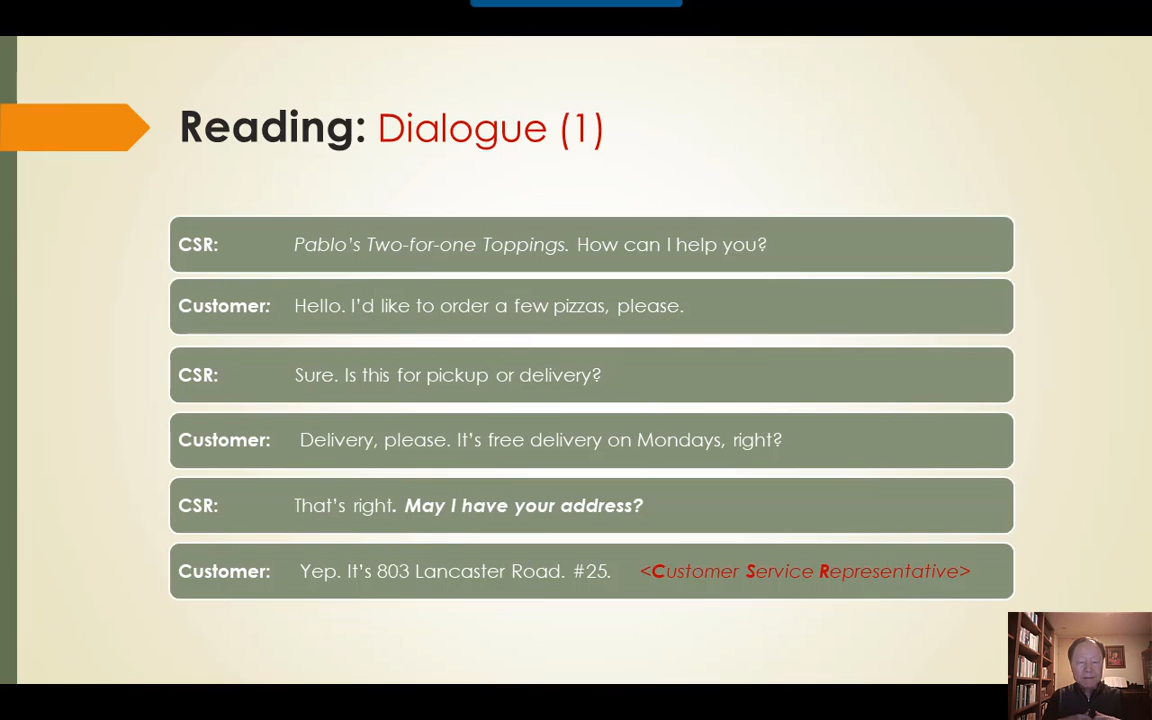 Reading: Dialogue (1)
CSR: Pablo’s Two-for-one Toppings. How can I help you?
Customer: Hello. I’d like to order a few pizzas, please.
CSR: Sure. Is this for pickup or delivery?
Customer: Delivery, please. It’s free delivery on Mondays, right?
CSR: That’s right. May I have your address?
Customer: Yep. It’s 803 Lancaster Road. #25. <Customer Service Representative>